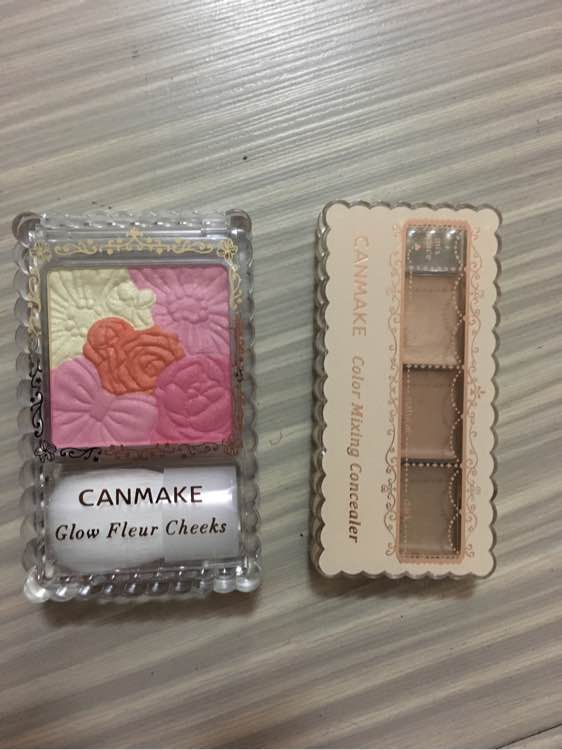 CANMAKE
Glow Fleur Cheeks
CANMAKE Color Mixing Concealer